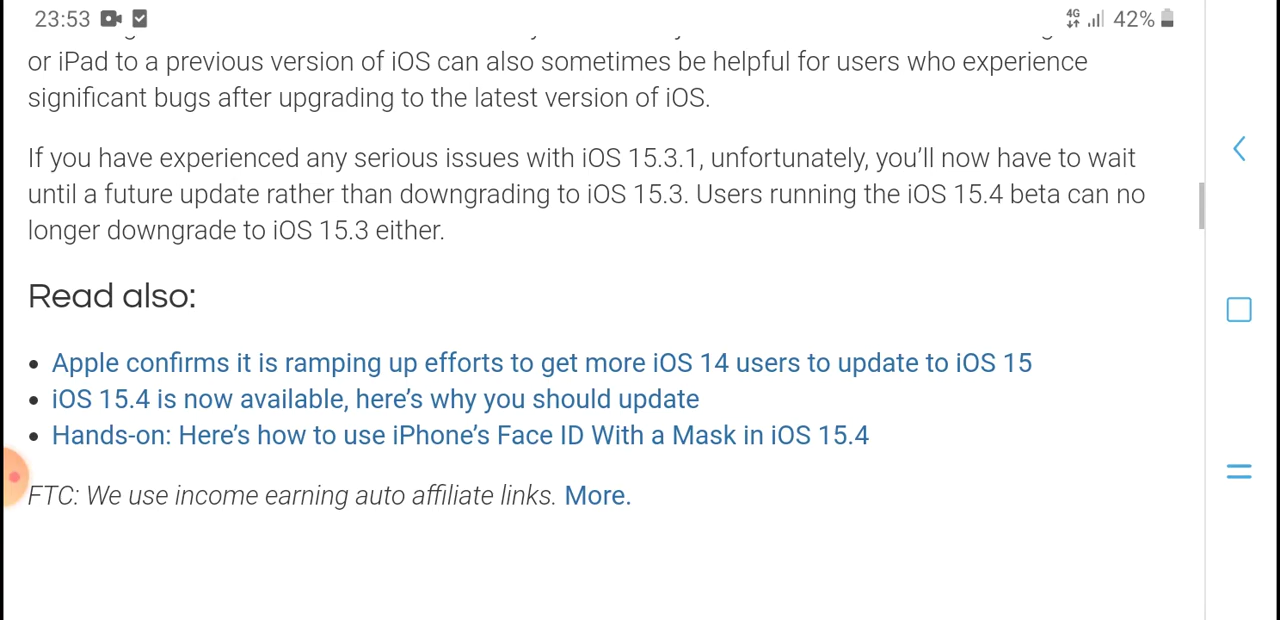 23:53
4G 42%
or iPad to a previous version of iOS can also sometimes be helpful for users who experience
significant bugs after upgrading to the latest version of iOS.
If you have experienced any serious issues with iOS 15.3.1, unfortunately, you’ll now have to wait
until a future update rather than downgrading to iOS 15.3. Users running the iOS 15.4 beta can no
longer downgrade to iOS 15.3 either.
Read also:
• Apple confirms it is ramping up efforts to get more iOS 14 users to update to iOS 15
• iOS 15.4 is now available, here’s why you should update
• Hands-on: Here’s how to use iPhone’s Face ID With a Mask in iOS 15.4
FTC: We use income earning auto affiliate links. More.